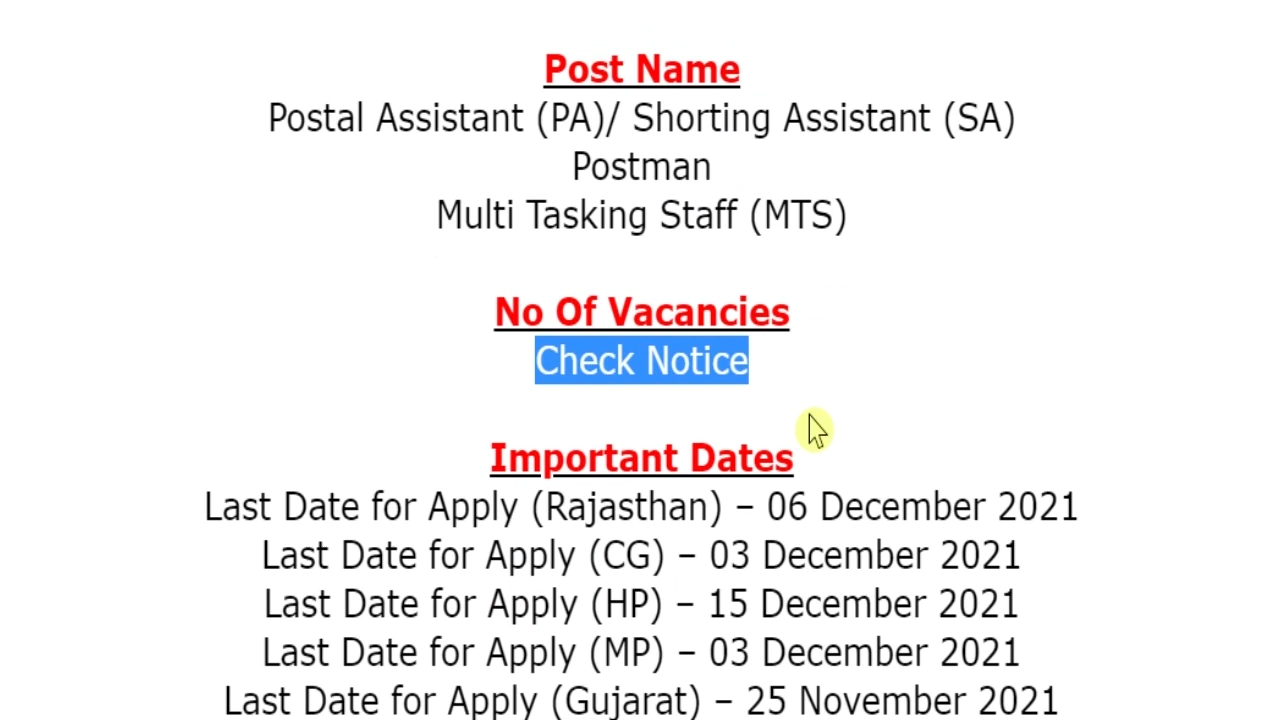 Post Name
Postal Assistant (PA)/ Shorting Assistant (SA)
Postman
Multi Tasking Staff (MTS)
No Of Vacancies
Check Notice
Important Dates
Last Date for Apply (Rajasthan) – 06 December 2021
Last Date for Apply (CG) – 03 December 2021
Last Date for Apply (HP) – 15 December 2021
Last Date for Apply (MP) – 03 December 2021
Last Date for Apply (Gujarat) – 25 November 2021